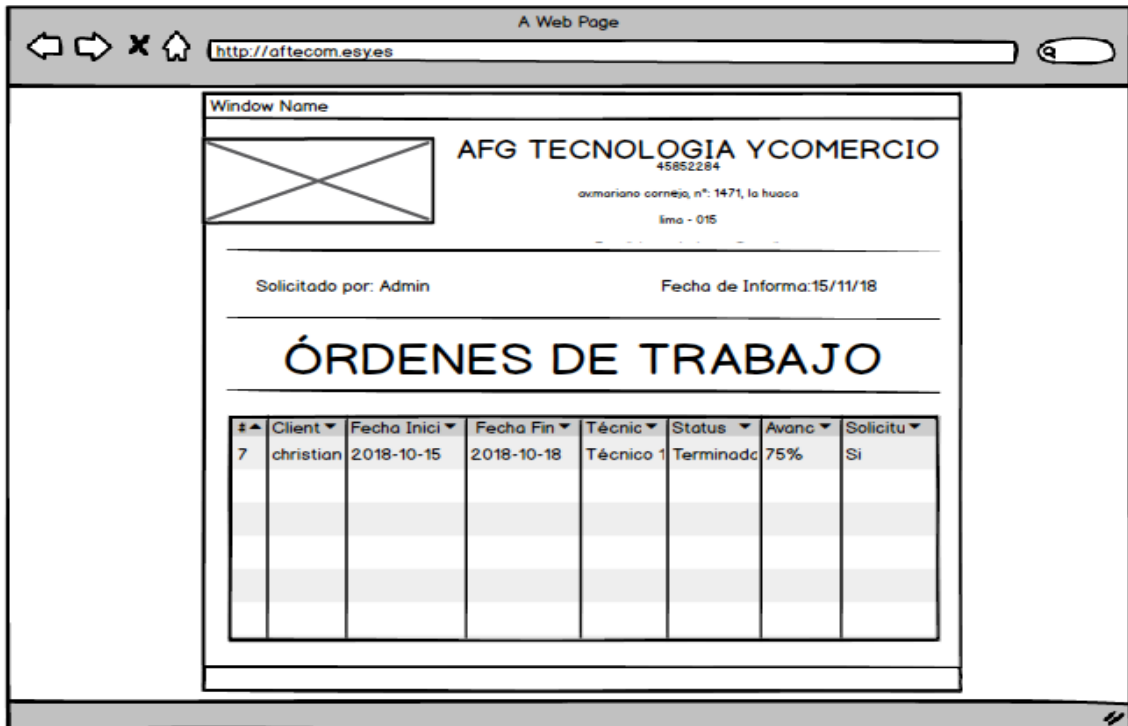 A Web Page
http://aftecom.esy.es
Window Name
AFG TECNOLOGIA YCOMERCIO
45852284
av.mariano cornejo, n°: 1471, la huaca
lima - 015
Solicitado por: Admin
Fecha de Informa:15/11/18
ÓRDENES DE TRABAJO
# Client Fecha Inici Fecha Fin Técnic Status Avanc Solicitu
7 christian 2018-10-15 2018-10-18 Técnico 1 Terminadc 75% Si